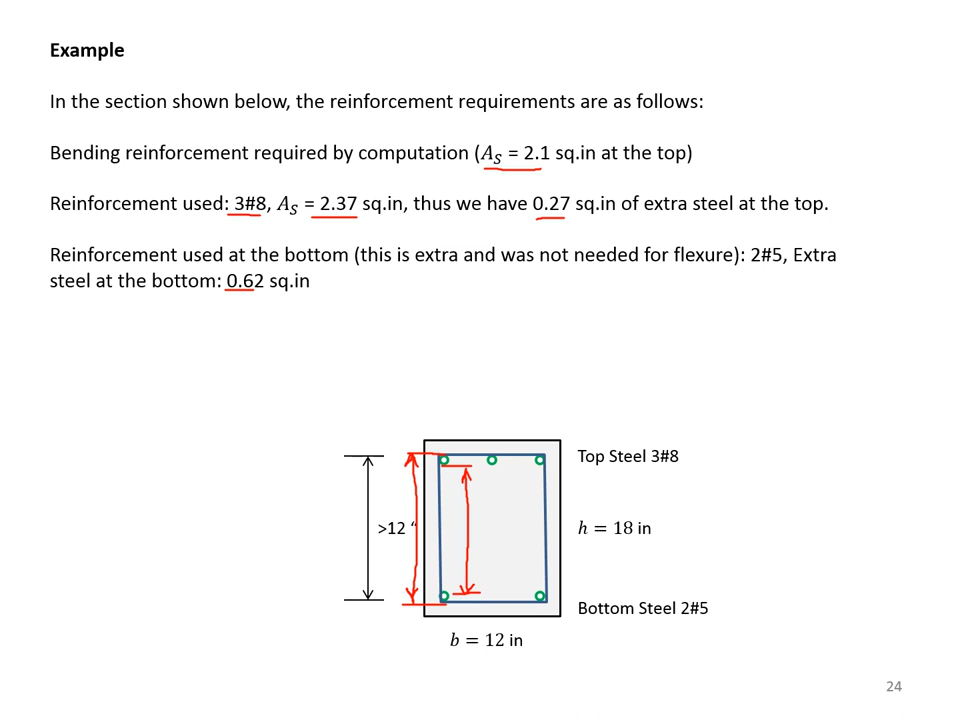 Example
In the section shown below, the reinforcement requirements are as follows:
Bending reinforcement required by computation (A_S = 2.1 sq.in at the top)
Reinforcement used: 3#8, A_S = 2.37 sq.in, thus we have 0.27 sq.in of extra steel at the top.
Reinforcement used at the bottom (this is extra and was not needed for flexure): 2#5, Extra
steel at the bottom: 0.62 sq.in
Top Steel 3#8
>12 “
h = 18 in
Bottom Steel 2#5
b = 12 in
24